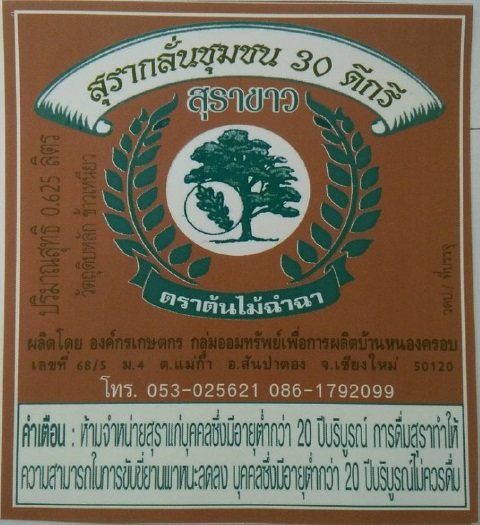 สุรากลั่นชุมชน 30 ดีกรี
สุราขาว
ปริมาณสุทธิ 0.625 ลิตร
วัตถุดิบหลัก ข้าวเหนียว
วดป./ ที่บรรจุ
ตราต้นไม้ฉำฉา
ผลิตโดย องค์กรเกษตกร กลุ่มออมทรัพย์เพื่อการผลิตบ้านหนองครอบ
เลขที่ 68/5 ม.4 ต.แม่ก๊า อ.สันป่าตอง จ.เชียงใหม่ 50120
โทร. 053-025621 086-1792099
คำเตือน : ห้ามจำหน่ายสุราแก่บุคคลซึ่งมีอายุต่ำกว่า 20 ปีบริบูรณ์ การดื่มสุราทำให้
ความสามารถในการขับขี่ยานพาหนะลดลง บุคคลซึ่งมีอายุต่ำกว่า 20 ปีบริบูรณ์ไม่ควรดื่ม